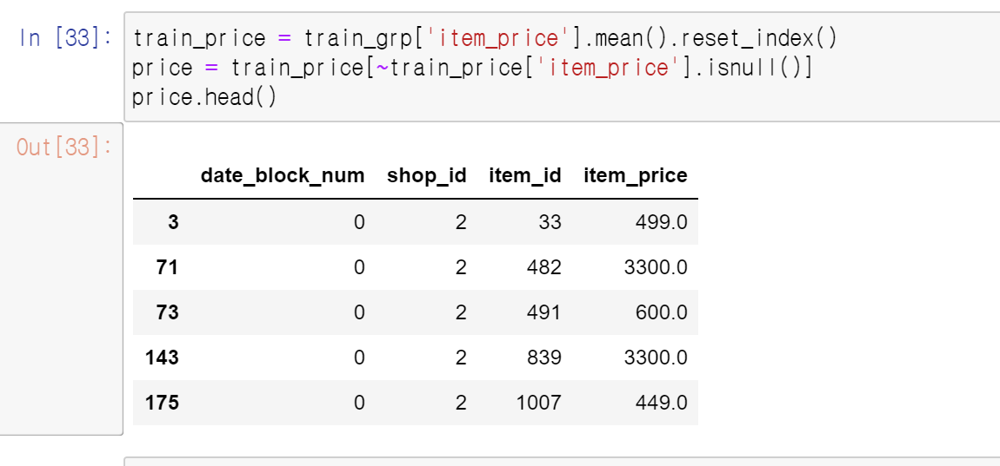 In [33]: train_price = train_grp['item_price'].mean().reset_index()
price = train_price[~train_price['item_price'].isnull()]
price.head()
Out[33]:
date_block_num shop_id item_id item_price
3 0 2 33 499.0
71 0 2 482 3300.0
73 0 2 491 600.0
143 0 2 839 3300.0
175 0 2 1007 449.0